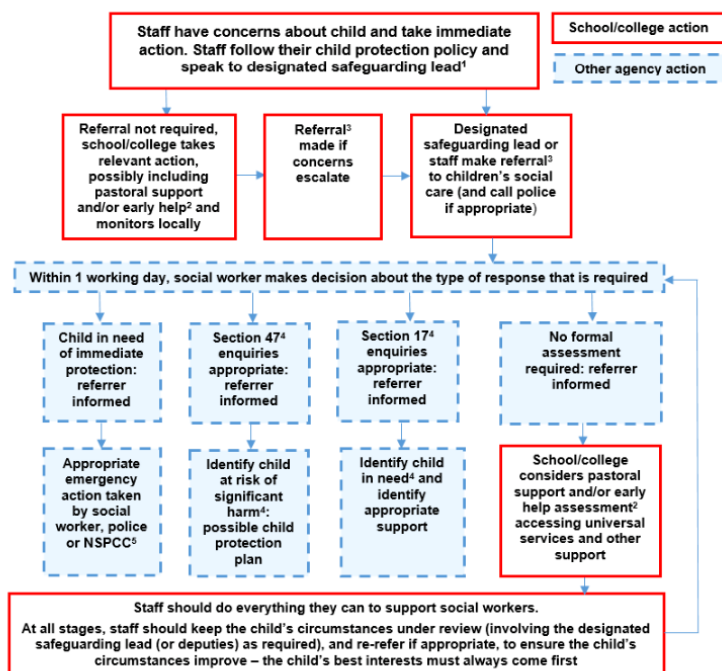 Staff have concerns about child and take immediate
action. Staff follow their child protection policy and
speak to designated safeguarding lead¹
School/college action
Other agency action
Referral not required,
school/college takes
relevant action,
possibly including
pastoral support
and/or early help² and
monitors locally
Referral³
made if
concerns
escalate
Designated
safeguarding lead or
staff make referral³
to children's social
care (and call police
if appropriate)
Within 1 working day, social worker makes decision about the type of response that is required
Child in need
of immediate
protection:
referrer
informed
Section 47⁴
enquiries
appropriate:
referrer
informed
Section 17⁴
enquiries
appropriate:
referrer
informed
No formal
assessment
required: referrer
informed
Appropriate
emergency
action taken
by social
worker, police
or NSPCC⁵
Identify child
at risk of
significant
harm⁴:
possible child
protection
plan
Identify child
in need⁴ and
identify
appropriate
support
School/college
considers pastoral
support and/or early
help assessment²
accessing universal
services and other
support
Staff should do everything they can to support social workers.
At all stages, staff should keep the child's circumstances under review (involving the designated
safeguarding lead (or deputies) as required), and re-refer if appropriate, to ensure the child's
circumstances improve – the child's best interests must always come first